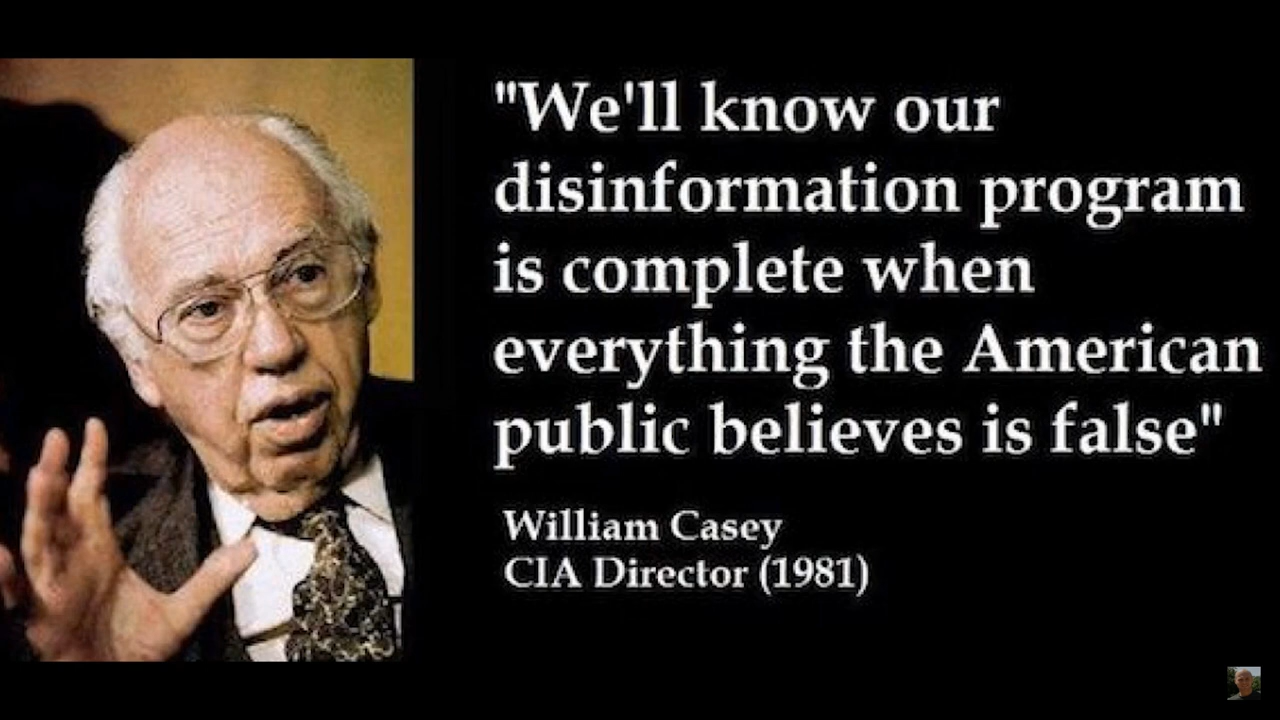 "We'll know our
disinformation program
is complete when
everything the American
public believes is false"
William Casey
CIA Director (1981)